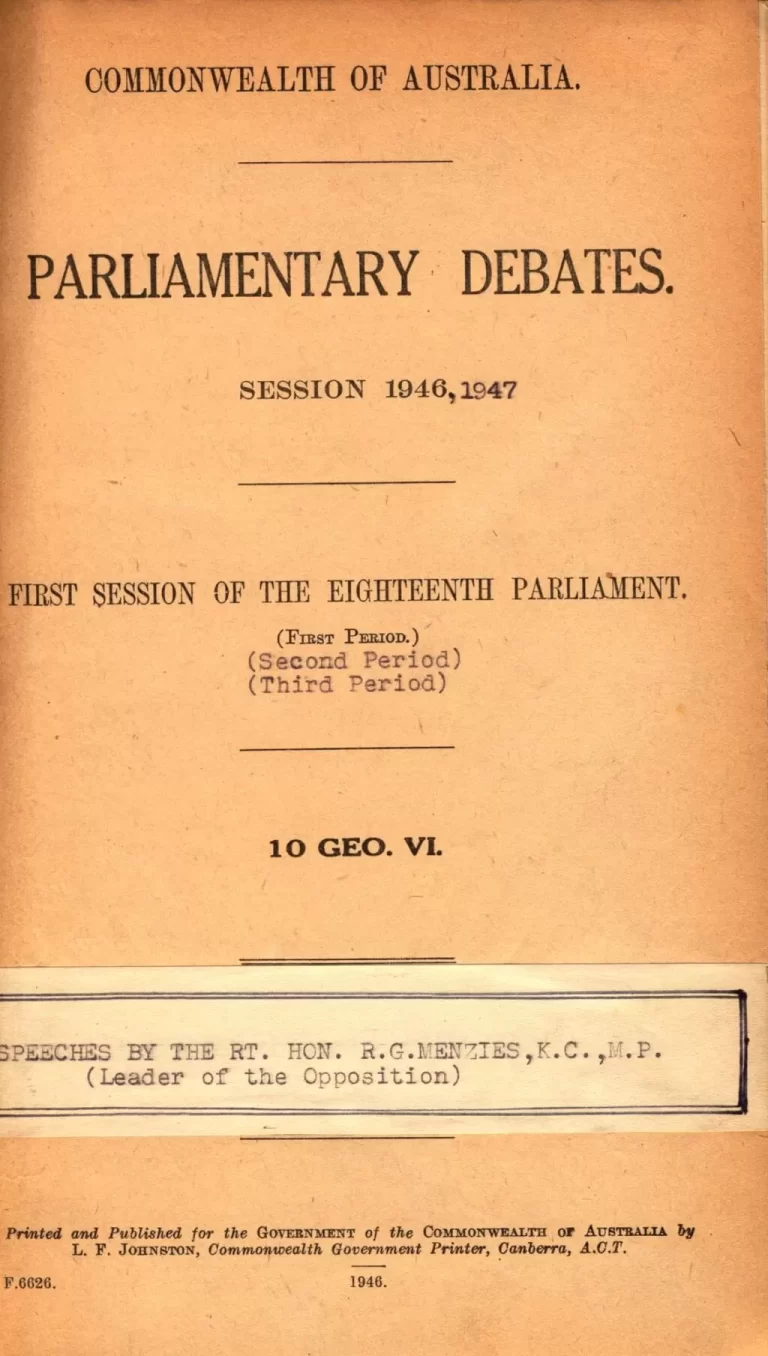 COMMONWEALTH OF AUSTRALIA.
PARLIAMENTARY DEBATES.
SESSION 1946,1947
FIRST SESSION OF THE EIGHTEENTH PARLIAMENT.
(FIRST PERIOD.)
(Second Period)
(Third Period)
10 GEO. VI.
SPEECHES BY THE RT. HON. R.G.MENZIES,K.C.,M.P.
(Leader of the Opposition)
Printed and Published for the GOVERNMENT of the COMMONWEALTH OF AUSTRALIA by
L. F. JOHNSTON, Commonwealth Government Printer, Canberra, A.C.T.
F.6626. 1946.